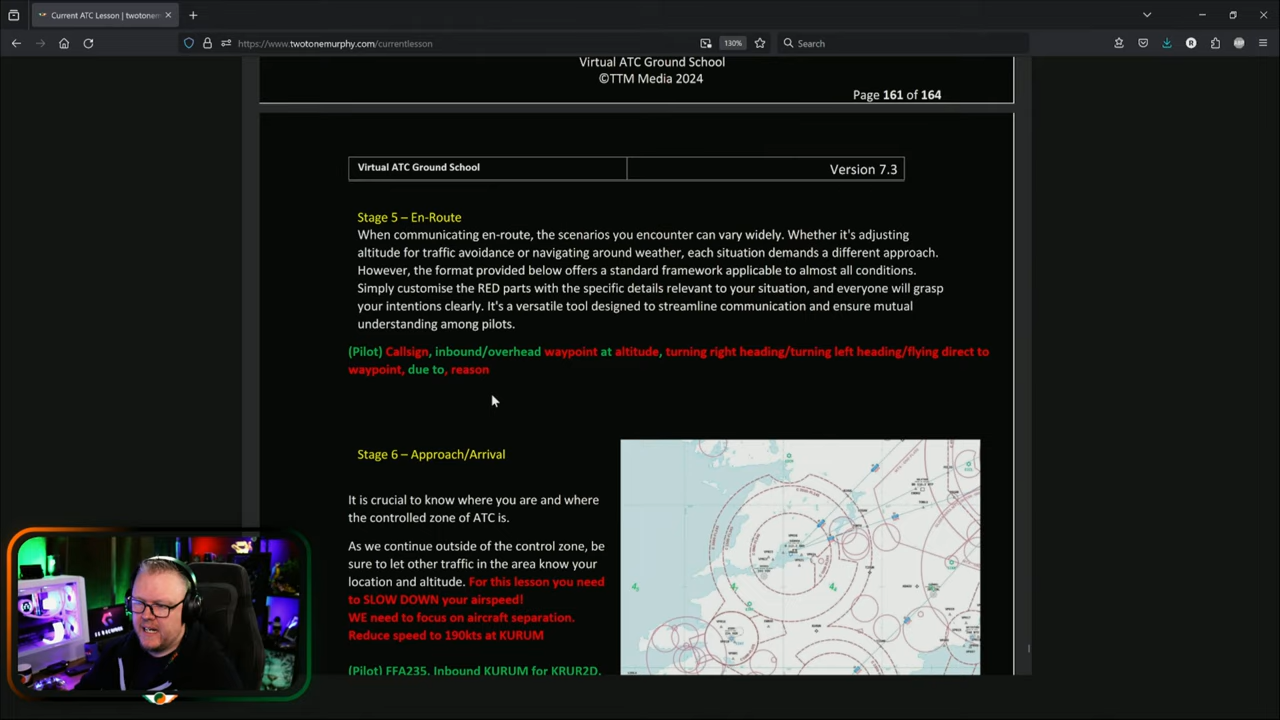 Current ATC Lesson | twotonem
https://www.twotonemurphy.com/currentlesson
130%
Search
Virtual ATC Ground School
©TTM Media 2024
Page 161 of 164
Virtual ATC Ground School
Version 7.3
Stage 5 – En-Route
When communicating en-route, the scenarios you encounter can vary widely. Whether it's adjusting
altitude for traffic avoidance or navigating around weather, each situation demands a different approach.
However, the format provided below offers a standard framework applicable to almost all conditions.
Simply customise the RED parts with the specific details relevant to your situation, and everyone will grasp
your intentions clearly. It's a versatile tool designed to streamline communication and ensure mutual
understanding among pilots.
(Pilot) Callsign, inbound/overhead waypoint at altitude, turning right heading/turning left heading/flying direct to
waypoint, due to, reason
Stage 6 – Approach/Arrival
It is crucial to know where you are and where
the controlled zone of ATC is.
As we continue outside of the control zone, be
sure to let other traffic in the area know your
location and altitude. For this lesson you need
to SLOW DOWN your airspeed!
WE need to focus on aircraft separation.
Reduce speed to 190kts at KURUM
(Pilot) FFA235, Inbound KURUM for KRUR2D,